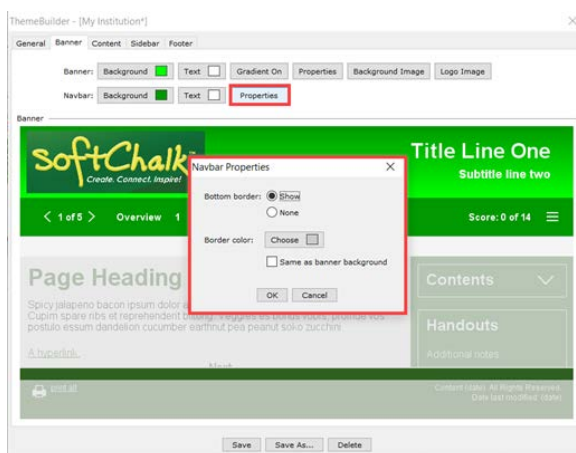 ThemeBuilder - [My Institution*]
General Banner Content Sidebar Footer
Banner: Background Text Gradient On Properties Background Image Logo Image
Navbar: Background Text Properties
Banner
SoftChalk
Create. Connect. Inspire!
Title Line One
Subtitle line two
< 1 of 5 > Overview 1
Score: 0 of 14
Navbar Properties
Bottom border: Show
None
Border color: Choose
Same as banner background
OK Cancel
Page Heading
Spicy jalapeno bacon ipsum dolor a
Cupim spare ribs et reprehenderit
postulo essum dandelion cucumber earthnut pea peanut soko zucchini
A hyperlink.
Next
Contents
Handouts
Additional notes
print all
Content (date). All Rights Reserved.
Date last modified: (date)
Save Save As... Delete